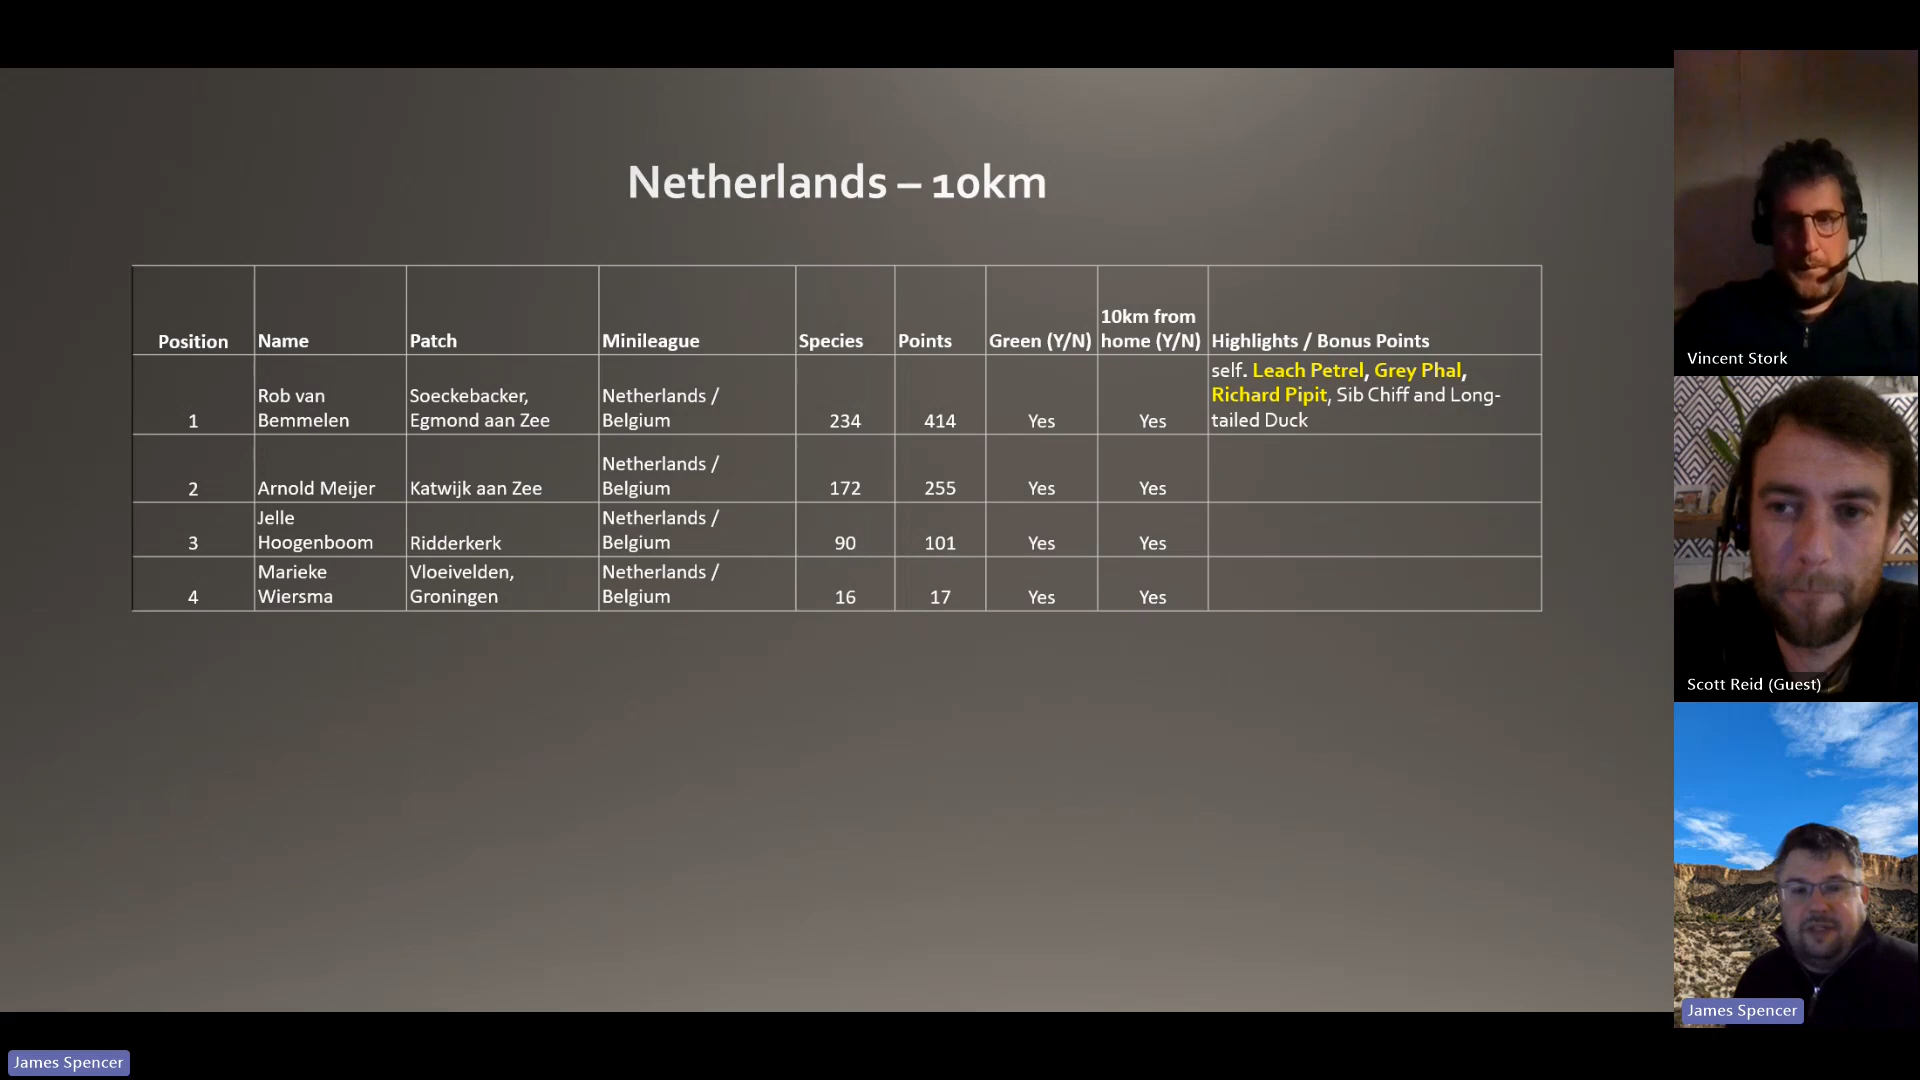 Netherlands – 10km
Position Name Patch Minileague Species Points Green (Y/N) 10km from home (Y/N) Highlights / Bonus Points
1 Rob van Bemmelen Soeckebacker, Egmond aan Zee Netherlands / Belgium 234 414 Yes Yes self. Leach Petrel, Grey Phal, Richard Pipit, Sib Chiff and Long-tailed Duck
2 Arnold Meijer Katwijk aan Zee Netherlands / Belgium 172 255 Yes Yes
3 Jelle Hoogenboom Ridderkerk Netherlands / Belgium 90 101 Yes Yes
4 Marieke Wiersma Vloeivelden, Groningen Netherlands / Belgium 16 17 Yes Yes
Vincent Stork
Scott Reid (Guest)
James Spencer
James Spencer